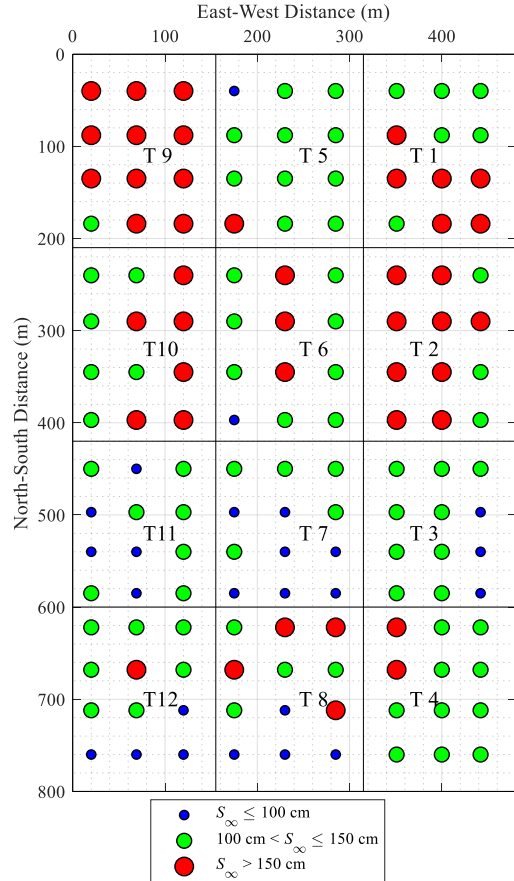 East-West Distance (m)
0 100 200 300 400
0
100
200
300
400
500
600
700
800
North-South Distance (m)
T 9 T 5 T 1
T10 T 6 T 2
T11 T 7 T 3
T12 T 8 T 4
S∞ ≤ 100 cm
100 cm < S∞ ≤ 150 cm
S∞ > 150 cm